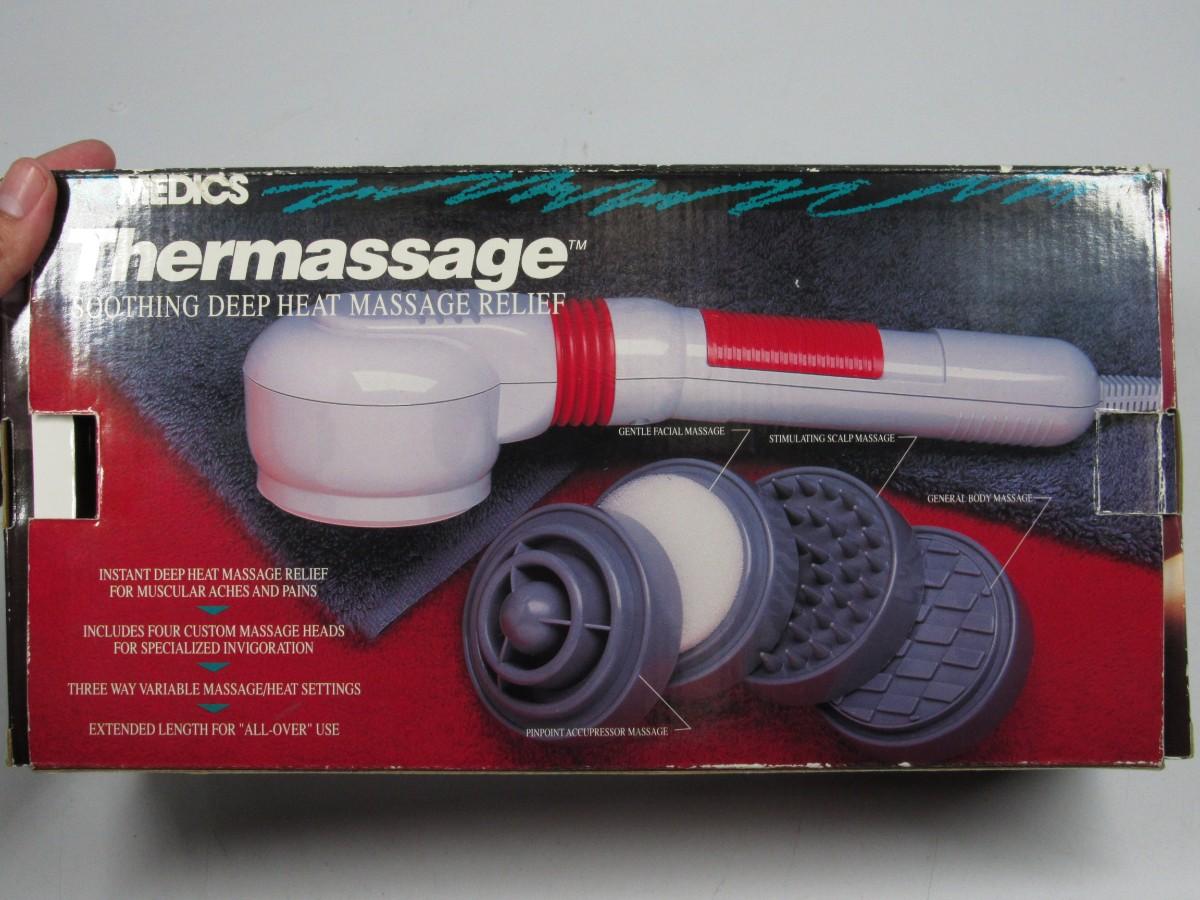 MEDICS
Thermassage™
SOOTHING DEEP HEAT MASSAGE RELIEF
GENTLE FACIAL MASSAGE
STIMULATING SCALP MASSAGE
GENERAL BODY MASSAGE
INSTANT DEEP HEAT MASSAGE RELIEF
FOR MUSCULAR ACHES AND PAINS
INCLUDES FOUR CUSTOM MASSAGE HEADS
FOR SPECIALIZED INVIGORATION
THREE WAY VARIABLE MASSAGE/HEAT SETTINGS
EXTENDED LENGTH FOR "ALL-OVER" USE
PINPOINT ACCUPRESSOR MASSAGE